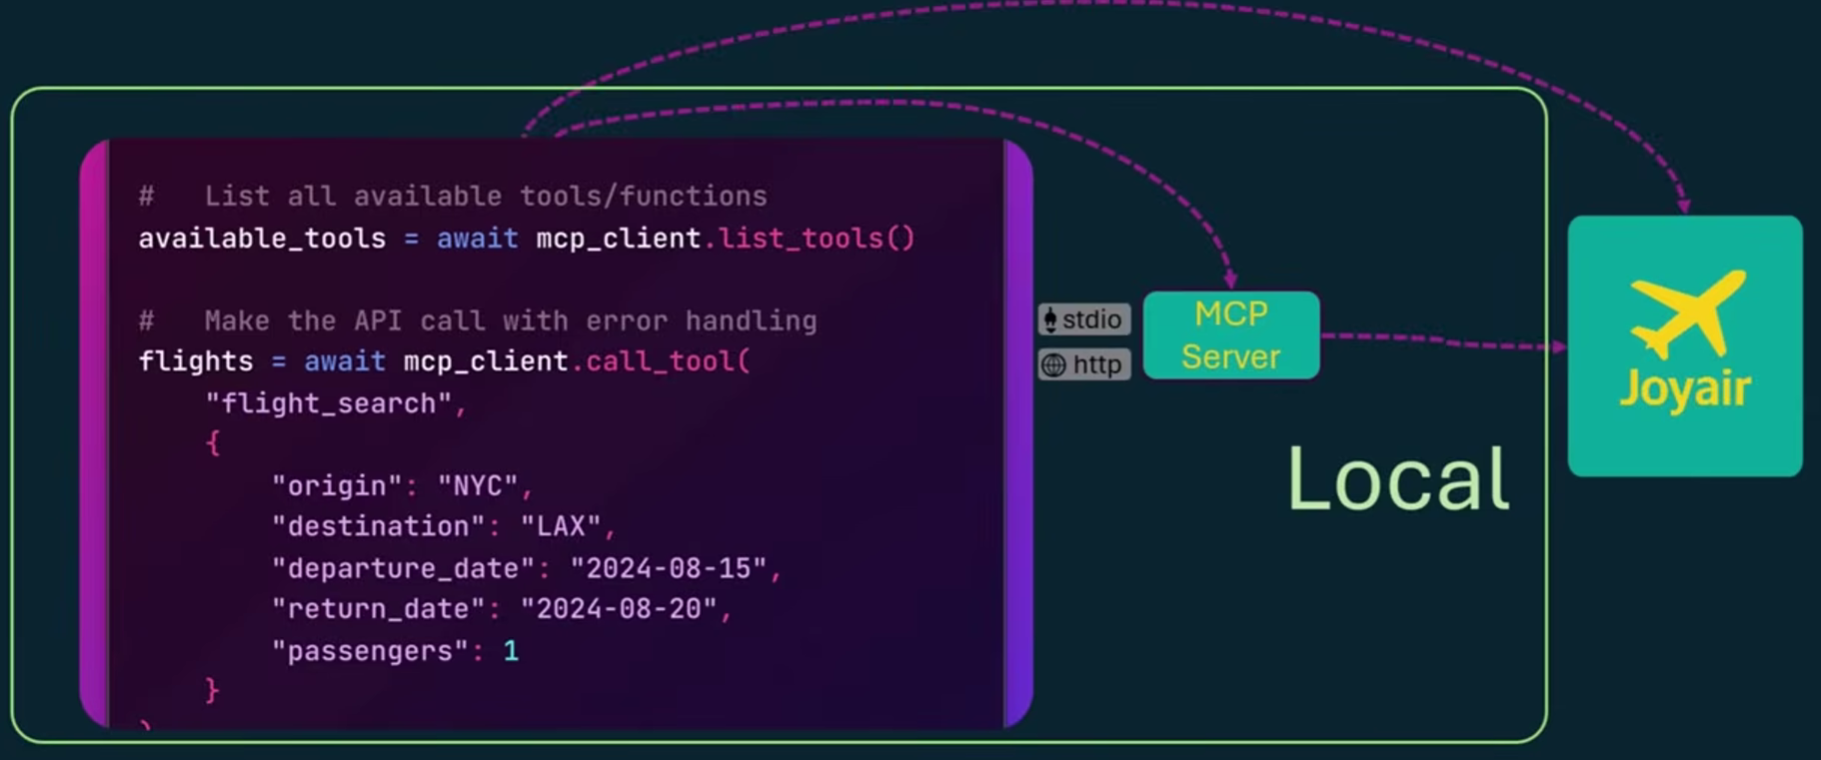 #   List all available tools/functions
available_tools = await mcp_client.list_tools()
#   Make the API call with error handling
flights = await mcp_client.call_tool(
    "flight_search",
    {
        "origin": "NYC",
        "destination": "LAX",
        "departure_date": "2024-08-15",
        "return_date": "2024-08-20",
        "passengers": 1
    }
)
stdio
http
MCP
Server
Local
Joyair